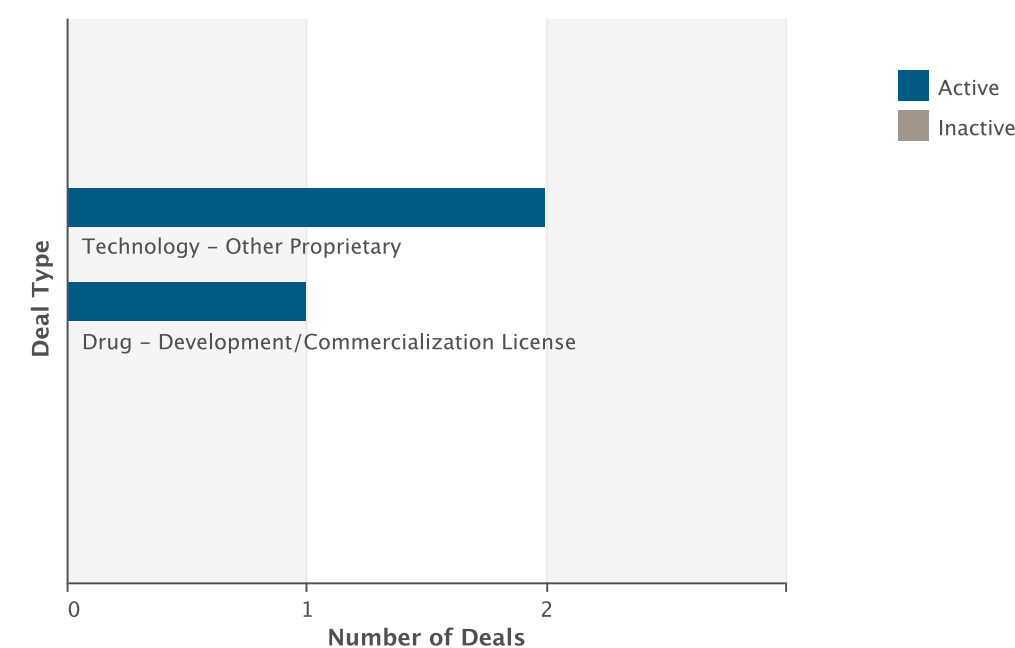 Active
Inactive
Deal Type
Technology – Other Proprietary
Drug – Development/Commercialization License
0 1 2
Number of Deals